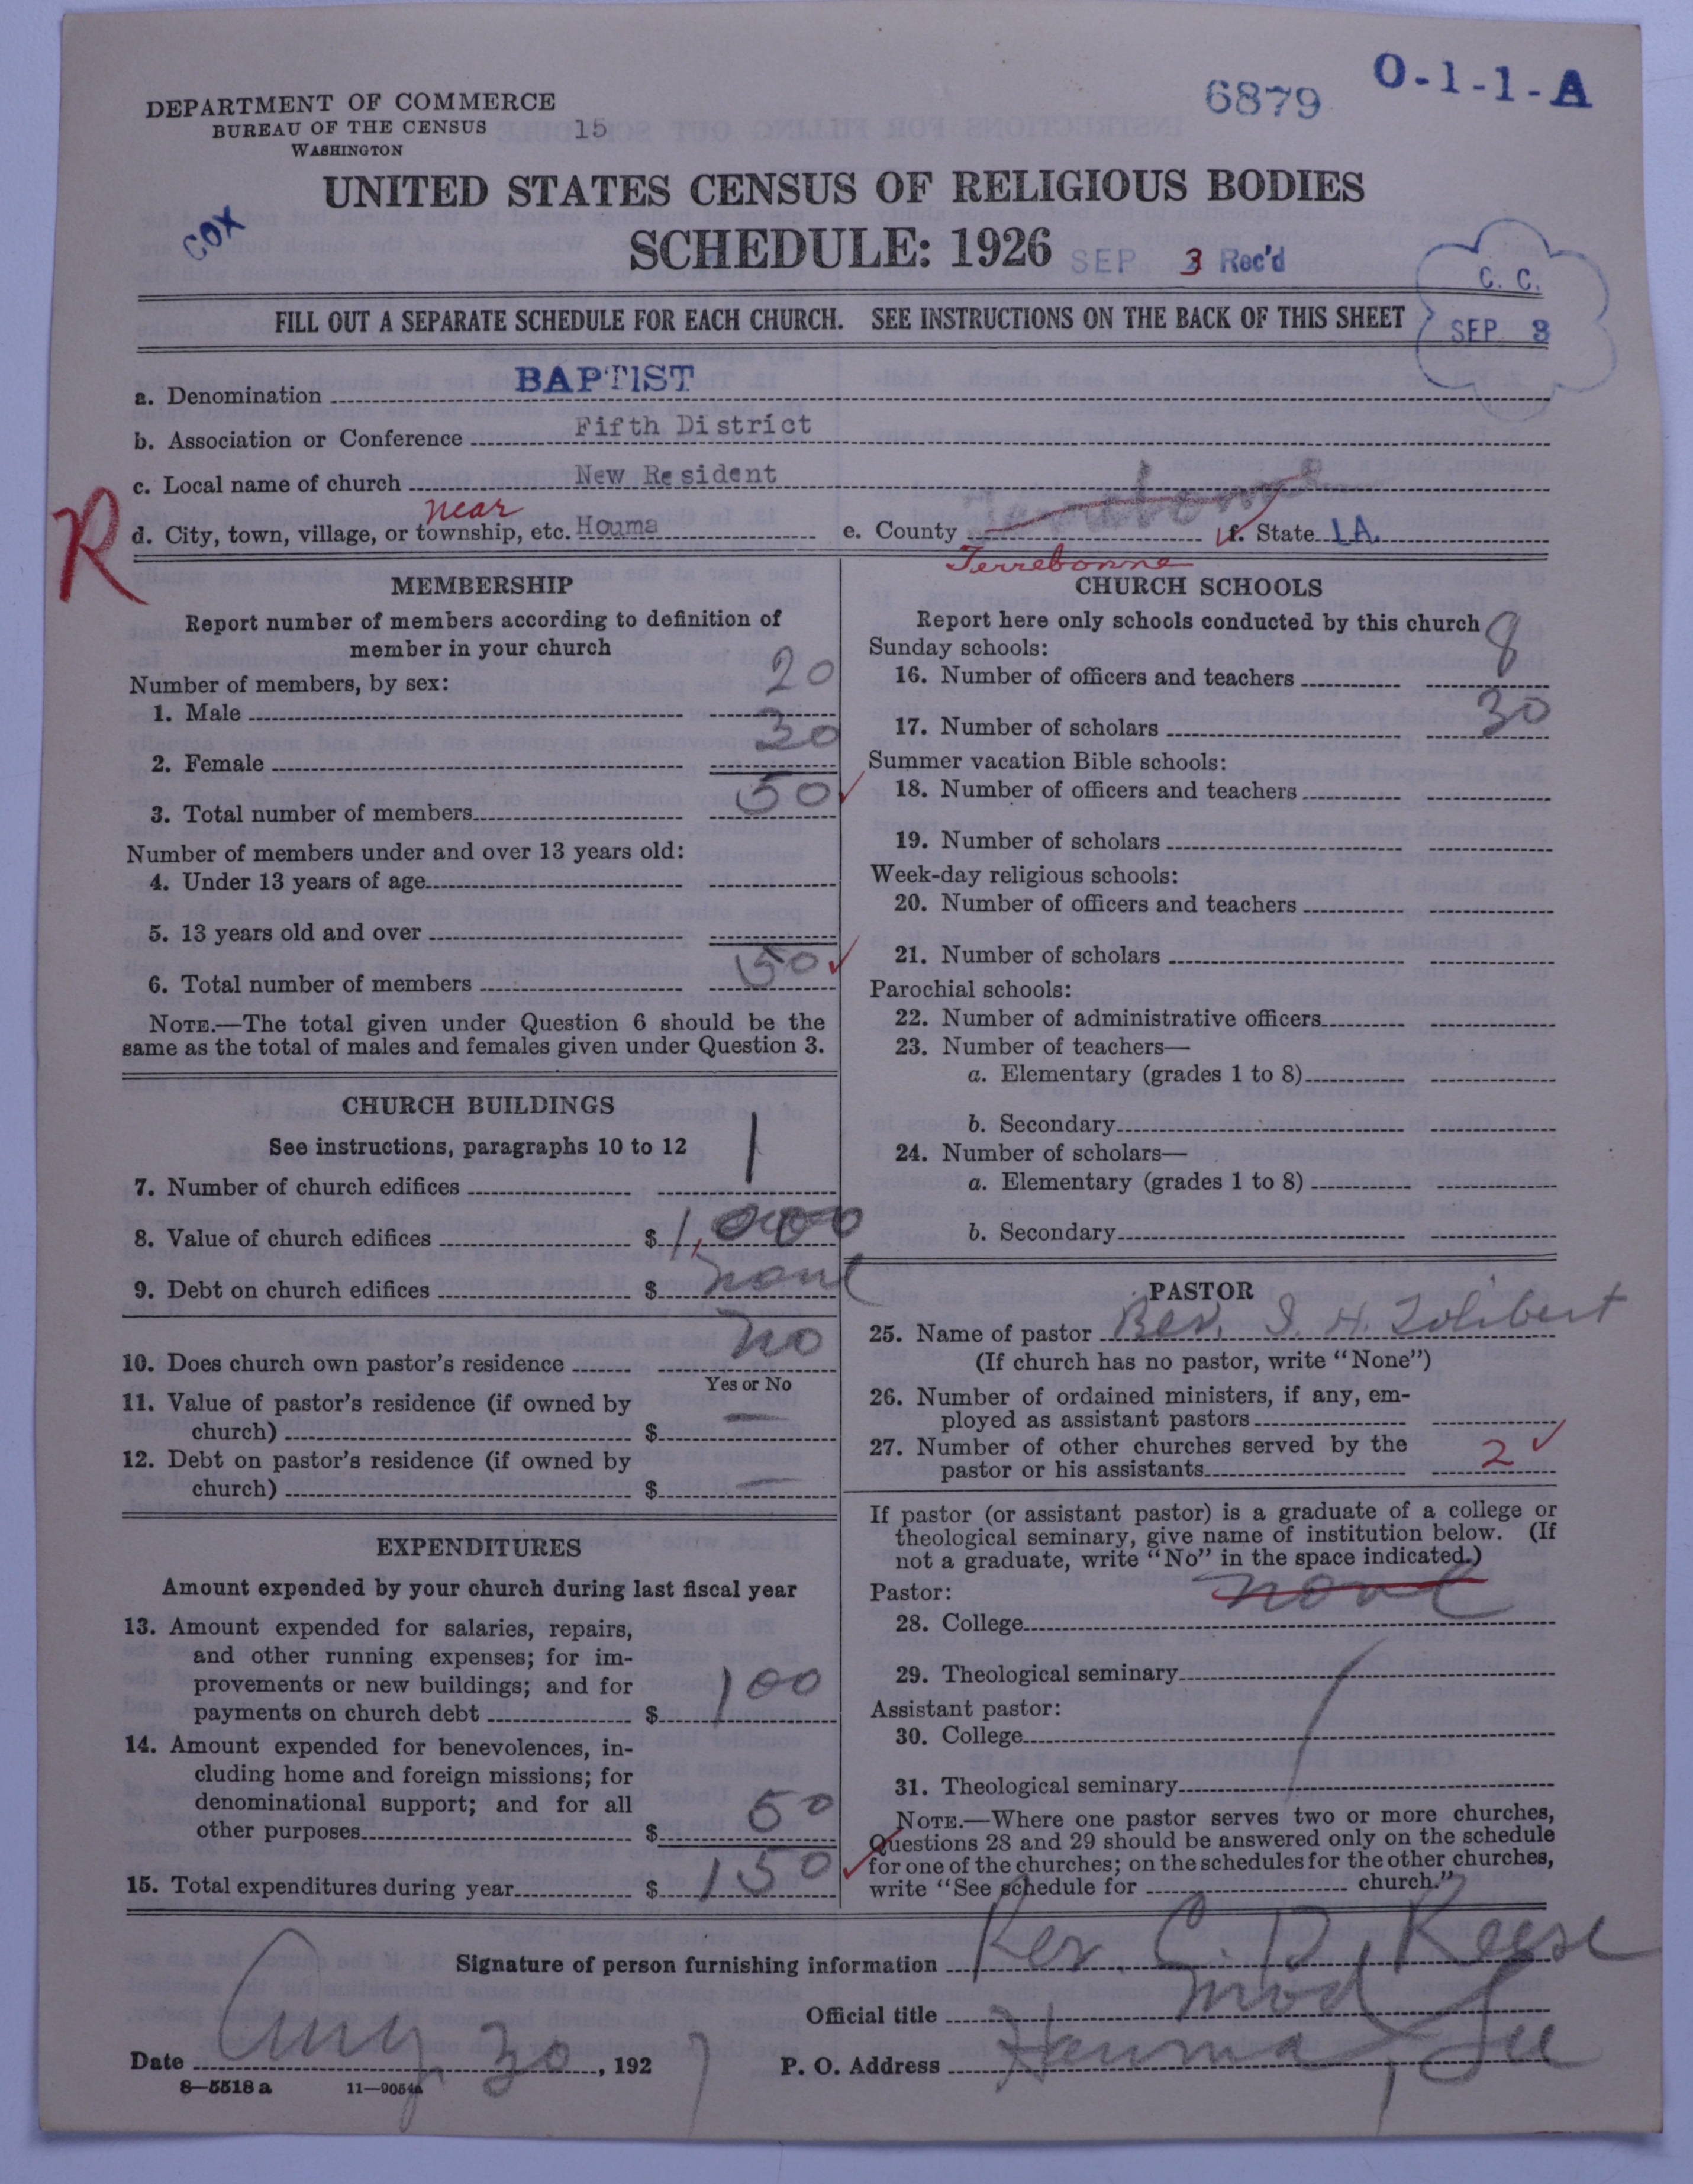 DEPARTMENT OF COMMERCE
BUREAU OF THE CENSUS
WASHINGTON
15
6879
O-1-1-A
UNITED STATES CENSUS OF RELIGIOUS BODIES
COX
SCHEDULE: 1926
SEP 3 Rec'd
C. C.
SEP 3
FILL OUT A SEPARATE SCHEDULE FOR EACH CHURCH. SEE INSTRUCTIONS ON THE BACK OF THIS SHEET
a. Denomination BAPTIST
b. Association or Conference Fifth District
c. Local name of church New Resident
R
near
d. City, town, village, or township, etc. Houma e. County Terrebonne f. State LA.
Terrebonne
MEMBERSHIP
Report number of members according to definition of
member in your church
Number of members, by sex:
1. Male 20
2. Female 30
3. Total number of members 50
Number of members under and over 13 years old:
4. Under 13 years of age
5. 13 years old and over
6. Total number of members 50
NOTE.—The total given under Question 6 should be the
same as the total of males and females given under Question 3.
CHURCH BUILDINGS
See instructions, paragraphs 10 to 12
7. Number of church edifices 1
8. Value of church edifices $ 1,000
9. Debt on church edifices $ none
10. Does church own pastor's residence no
Yes or No
11. Value of pastor's residence (if owned by
church) $ —
12. Debt on pastor's residence (if owned by
church) $ —
EXPENDITURES
Amount expended by your church during last fiscal year
13. Amount expended for salaries, repairs,
and other running expenses; for im-
provements or new buildings; and for
payments on church debt $ 100
14. Amount expended for benevolences, in-
cluding home and foreign missions; for
denominational support; and for all
other purposes $ 50
15. Total expenditures during year $ 150
CHURCH SCHOOLS
Report here only schools conducted by this church
Sunday schools:
16. Number of officers and teachers 8
17. Number of scholars 30
Summer vacation Bible schools:
18. Number of officers and teachers
19. Number of scholars
Week-day religious schools:
20. Number of officers and teachers
21. Number of scholars
Parochial schools:
22. Number of administrative officers
23. Number of teachers—
a. Elementary (grades 1 to 8)
b. Secondary
24. Number of scholars—
a. Elementary (grades 1 to 8)
b. Secondary
PASTOR
25. Name of pastor Rev. I. H. Tolibert
(If church has no pastor, write "None")
26. Number of ordained ministers, if any, em-
ployed as assistant pastors
27. Number of other churches served by the
pastor or his assistants 2
If pastor (or assistant pastor) is a graduate of a college or
theological seminary, give name of institution below. (If
not a graduate, write "No" in the space indicated.)
Pastor: none
28. College
29. Theological seminary
Assistant pastor:
30. College
31. Theological seminary
NOTE.—Where one pastor serves two or more churches,
Questions 28 and 29 should be answered only on the schedule
for one of the churches; on the schedules for the other churches,
write "See schedule for church."
Signature of person furnishing information Rev. C. D. Reese
Official title Mod
Date Aug. 30, 1927 P. O. Address Houma, La
8—5518 a 11—9054a